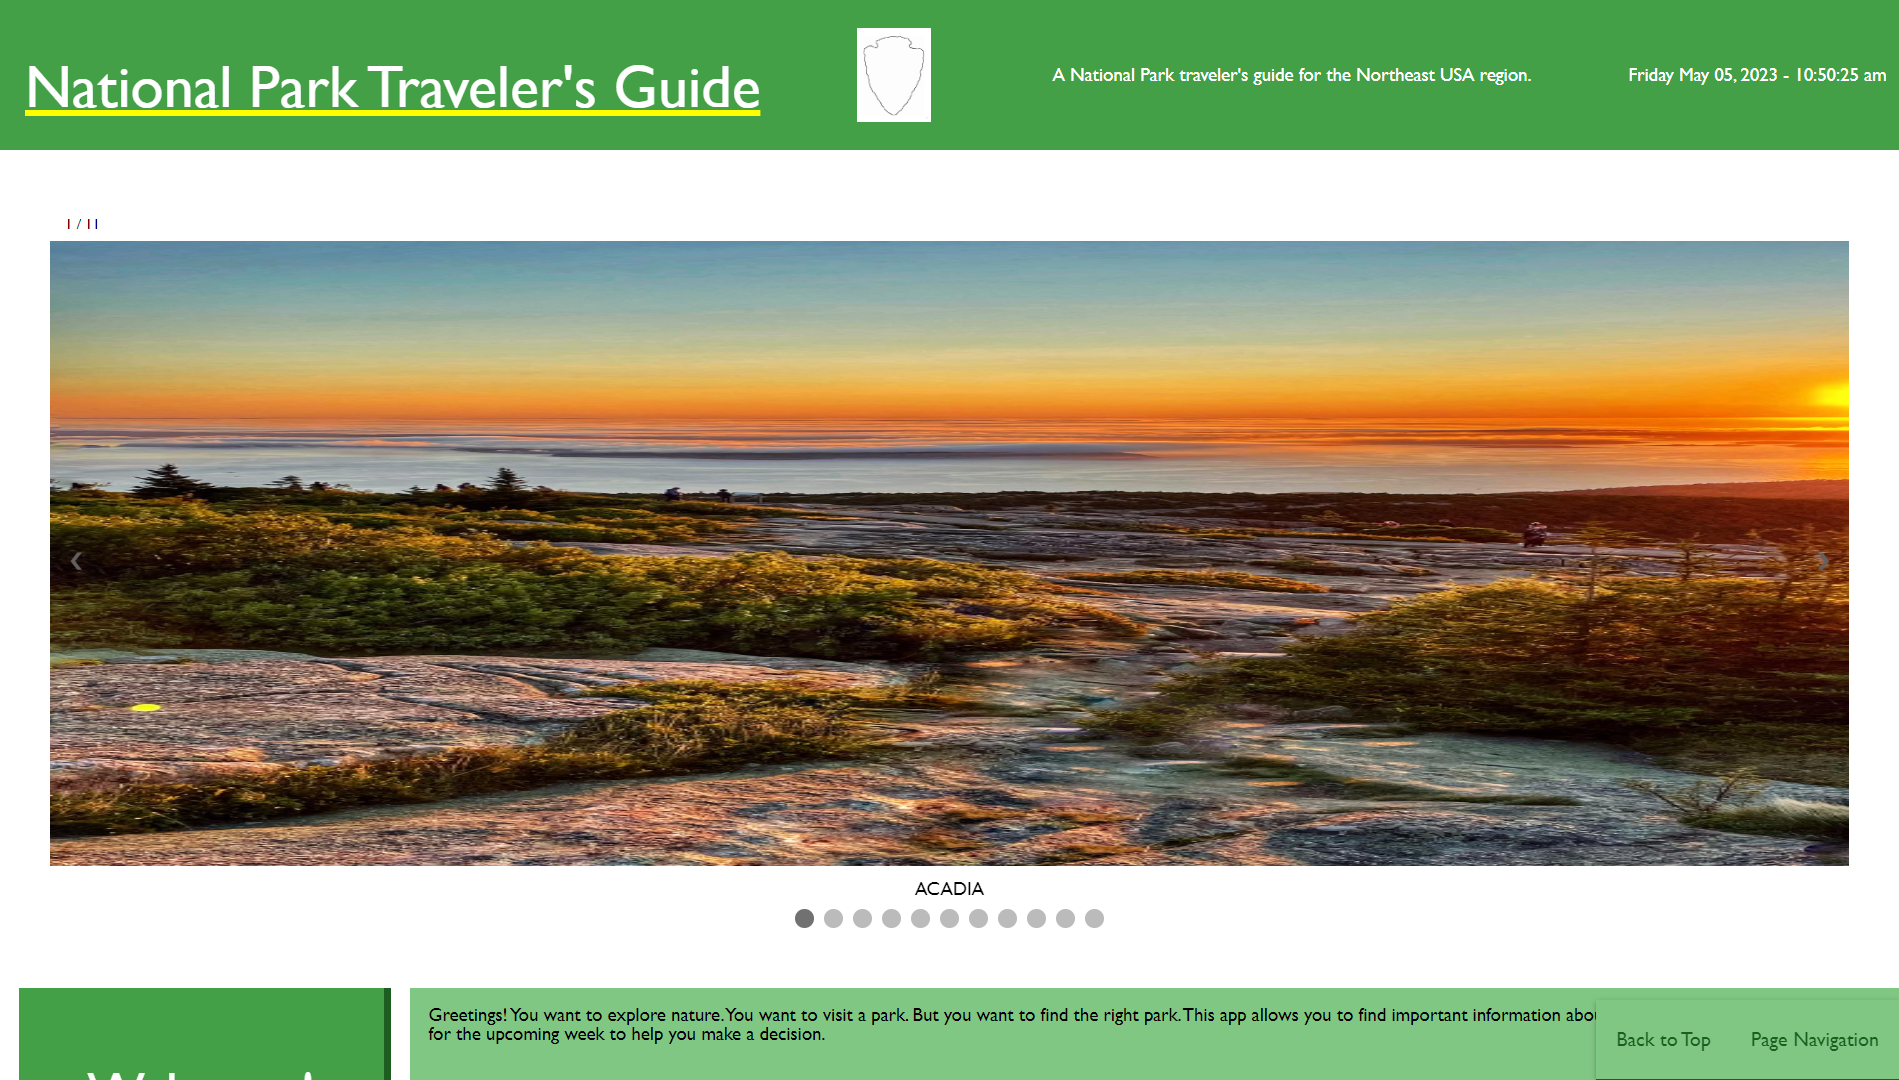 National Park Traveler's Guide
A National Park traveler's guide for the Northeast USA region.
Friday May 05, 2023 - 10:50:25 am
1 / 11
ACADIA
Greetings! You want to explore nature. You want to visit a park. But you want to find the right park. This app allows you to find important information
for the upcoming week to help you make a decision.
Back to Top
Page Navigation